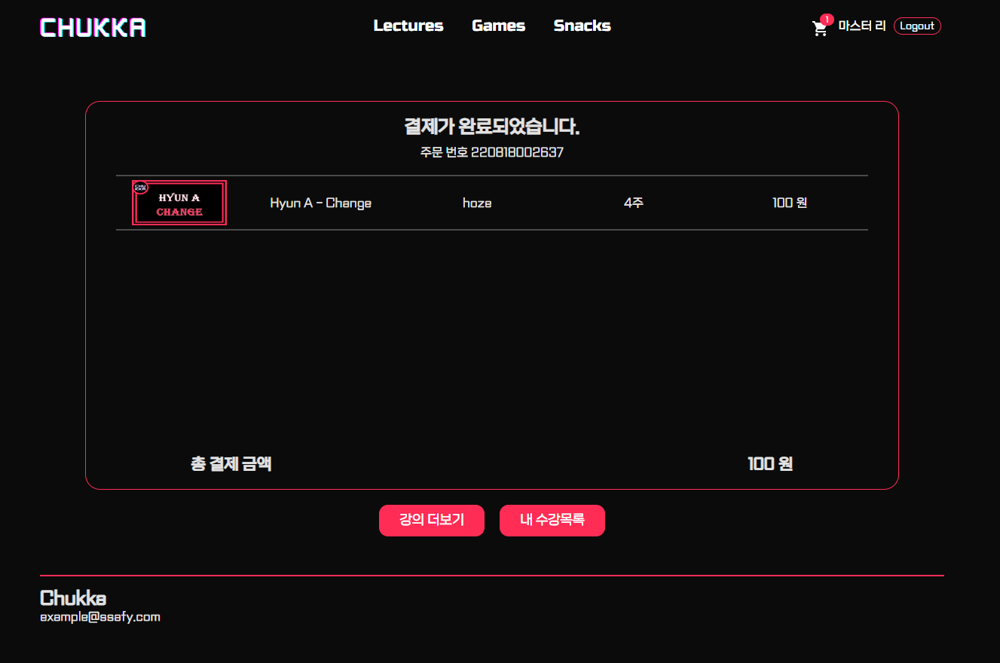 CHUKKA
Lectures Games Snacks
1 마스터 리 Logout
결제가 완료되었습니다.
주문 번호 220818002637
CHU
KKA
HYUN A
CHANGE
Hyun A - Change hoze 4주 100 원
총 결제 금액 100 원
강의 더보기 내 수강목록
Chukka
example@ssafy.com